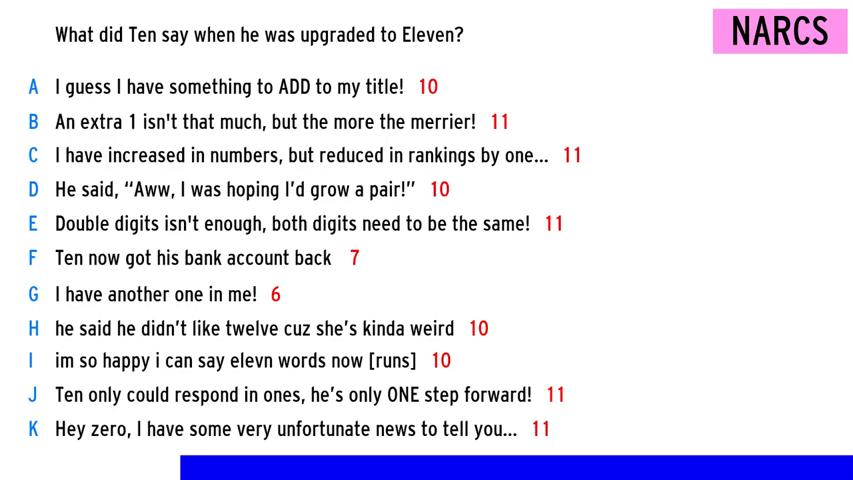 What did Ten say when he was upgraded to Eleven?
NARCS
A I guess I have something to ADD to my title! 10
B An extra 1 isn't that much, but the more the merrier! 11
C I have increased in numbers, but reduced in rankings by one... 11
D He said, “Aww, I was hoping I’d grow a pair!” 10
E Double digits isn't enough, both digits need to be the same! 11
F Ten now got his bank account back 7
G I have another one in me! 6
H he said he didn’t like twelve cuz she’s kinda weird 10
I im so happy i can say elevn words now [runs] 10
J Ten only could respond in ones, he’s only ONE step forward! 11
K Hey zero, I have some very unfortunate news to tell you... 11